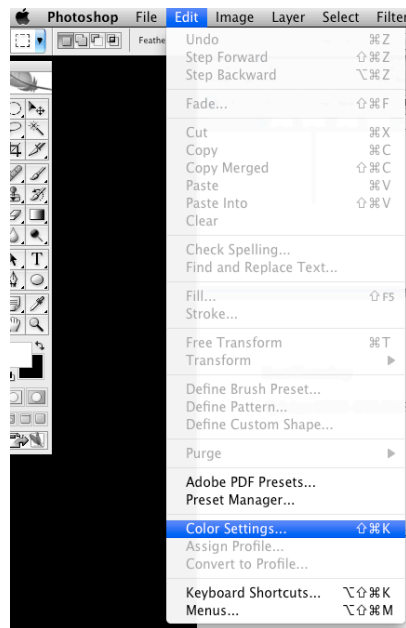 Photoshop File Edit Image Layer Select Filter
Feathe
Undo ⌘Z
Step Forward ⇧⌘Z
Step Backward ⌥⌘Z
Fade... ⇧⌘F
Cut ⌘X
Copy ⌘C
Copy Merged ⇧⌘C
Paste ⌘V
Paste Into ⇧⌘V
Clear
Check Spelling...
Find and Replace Text...
Fill... ⇧F5
Stroke...
Free Transform ⌘T
Transform ▶
Define Brush Preset...
Define Pattern...
Define Custom Shape...
Purge ▶
Adobe PDF Presets...
Preset Manager...
Color Settings... ⇧⌘K
Assign Profile...
Convert to Profile...
Keyboard Shortcuts... ⌥⇧⌘K
Menus... ⌥⇧⌘M
T